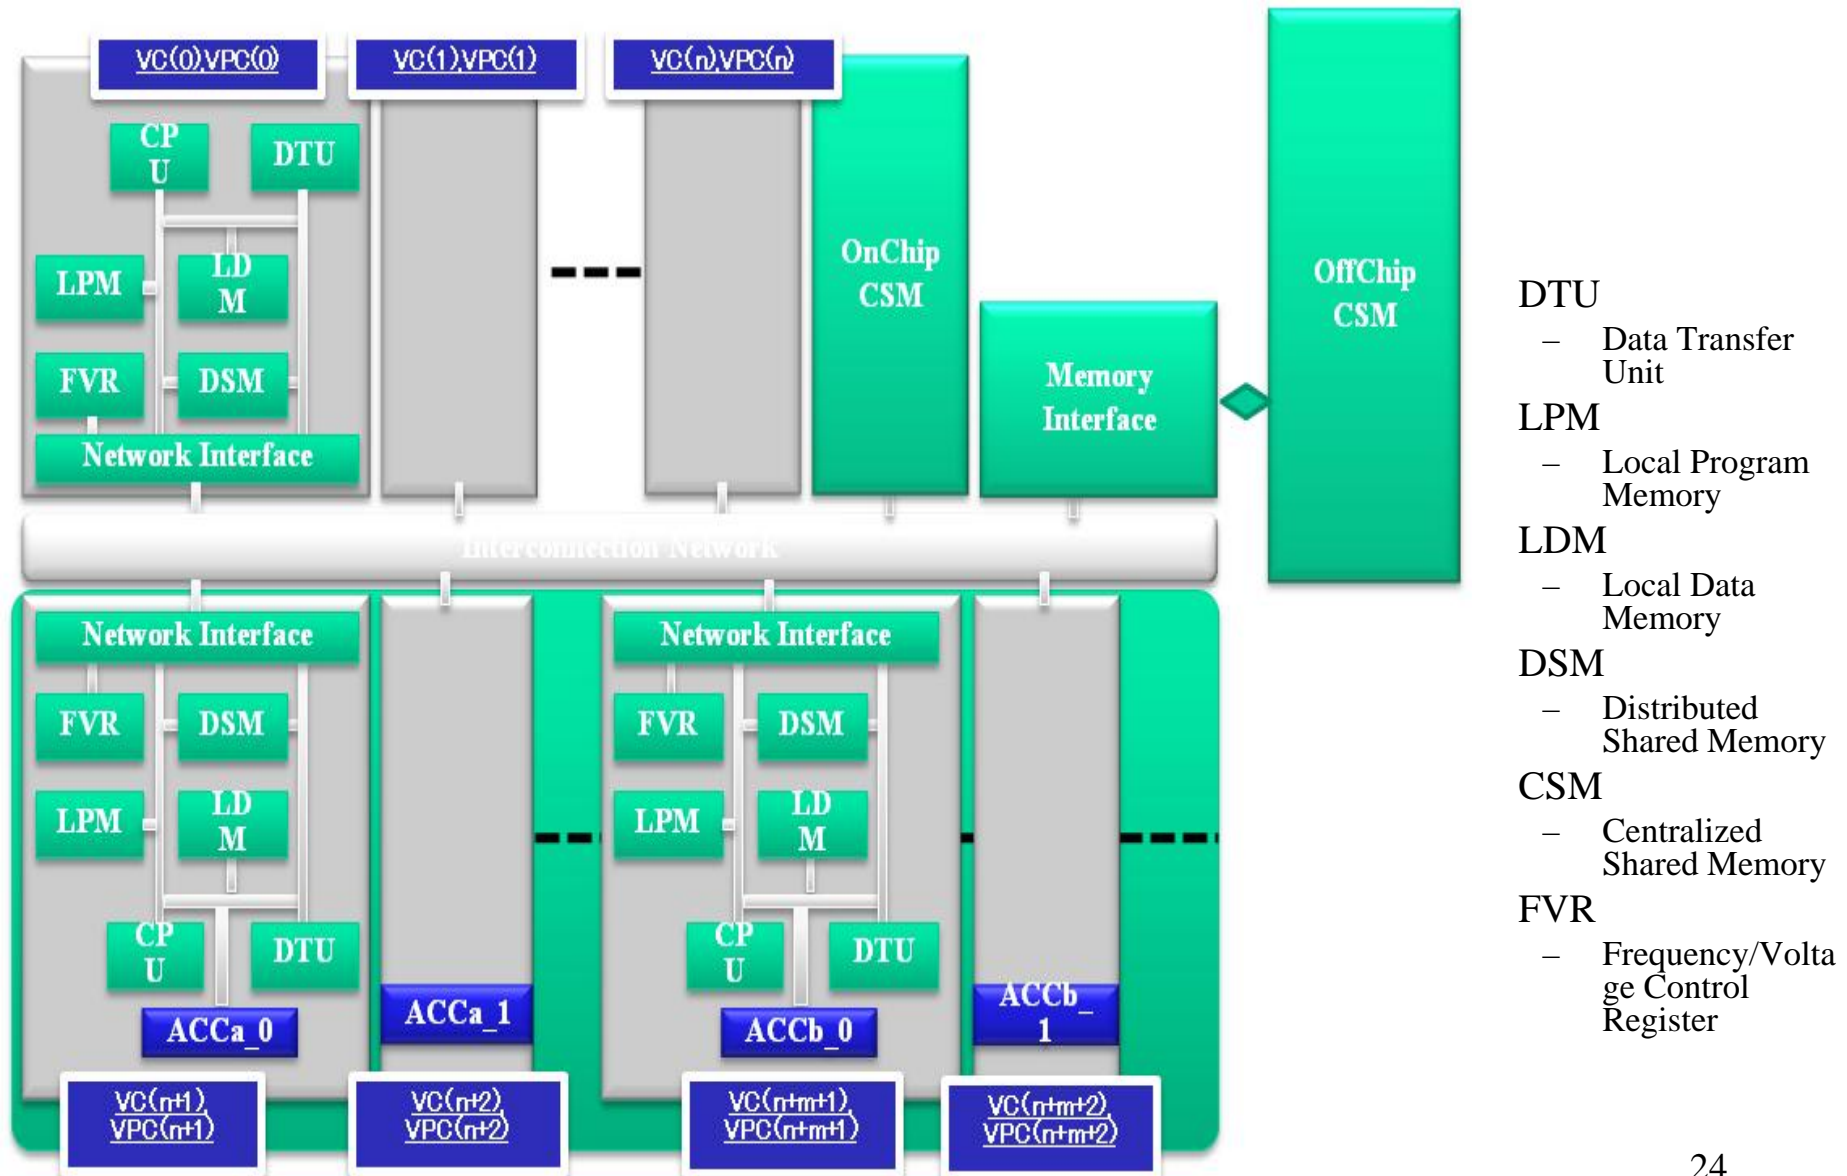 VC(0),VPC(0)
VC(1),VPC(1)
VC(n),VPC(n)
CP
U
DTU
LPM
LD
M
FVR
DSM
Network Interface
OnChip
CSM
Memory
Interface
OffChip
CSM
Interconnection Network
Network Interface
FVR
DSM
LPM
LD
M
CP
U
DTU
ACCa_0
ACCa_1
Network Interface
FVR
DSM
LPM
LD
M
CP
U
DTU
ACCb_0
ACCb_
1
VC(n+1),
VPC(n+1)
VC(n+2),
VPC(n+2)
VC(n+m+1),
VPC(n+m+1)
VC(n+m+2),
VPC(n+m+2)
DTU
– Data Transfer
Unit
LPM
– Local Program
Memory
LDM
– Local Data
Memory
DSM
– Distributed
Shared Memory
CSM
– Centralized
Shared Memory
FVR
– Frequency/Volta
ge Control
Register
24